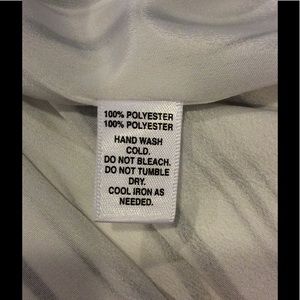 100% POLYESTER
100% POLYESTER
HAND WASH
COLD.
DO NOT BLEACH.
DO NOT TUMBLE
DRY.
COOL IRON AS
NEEDED.